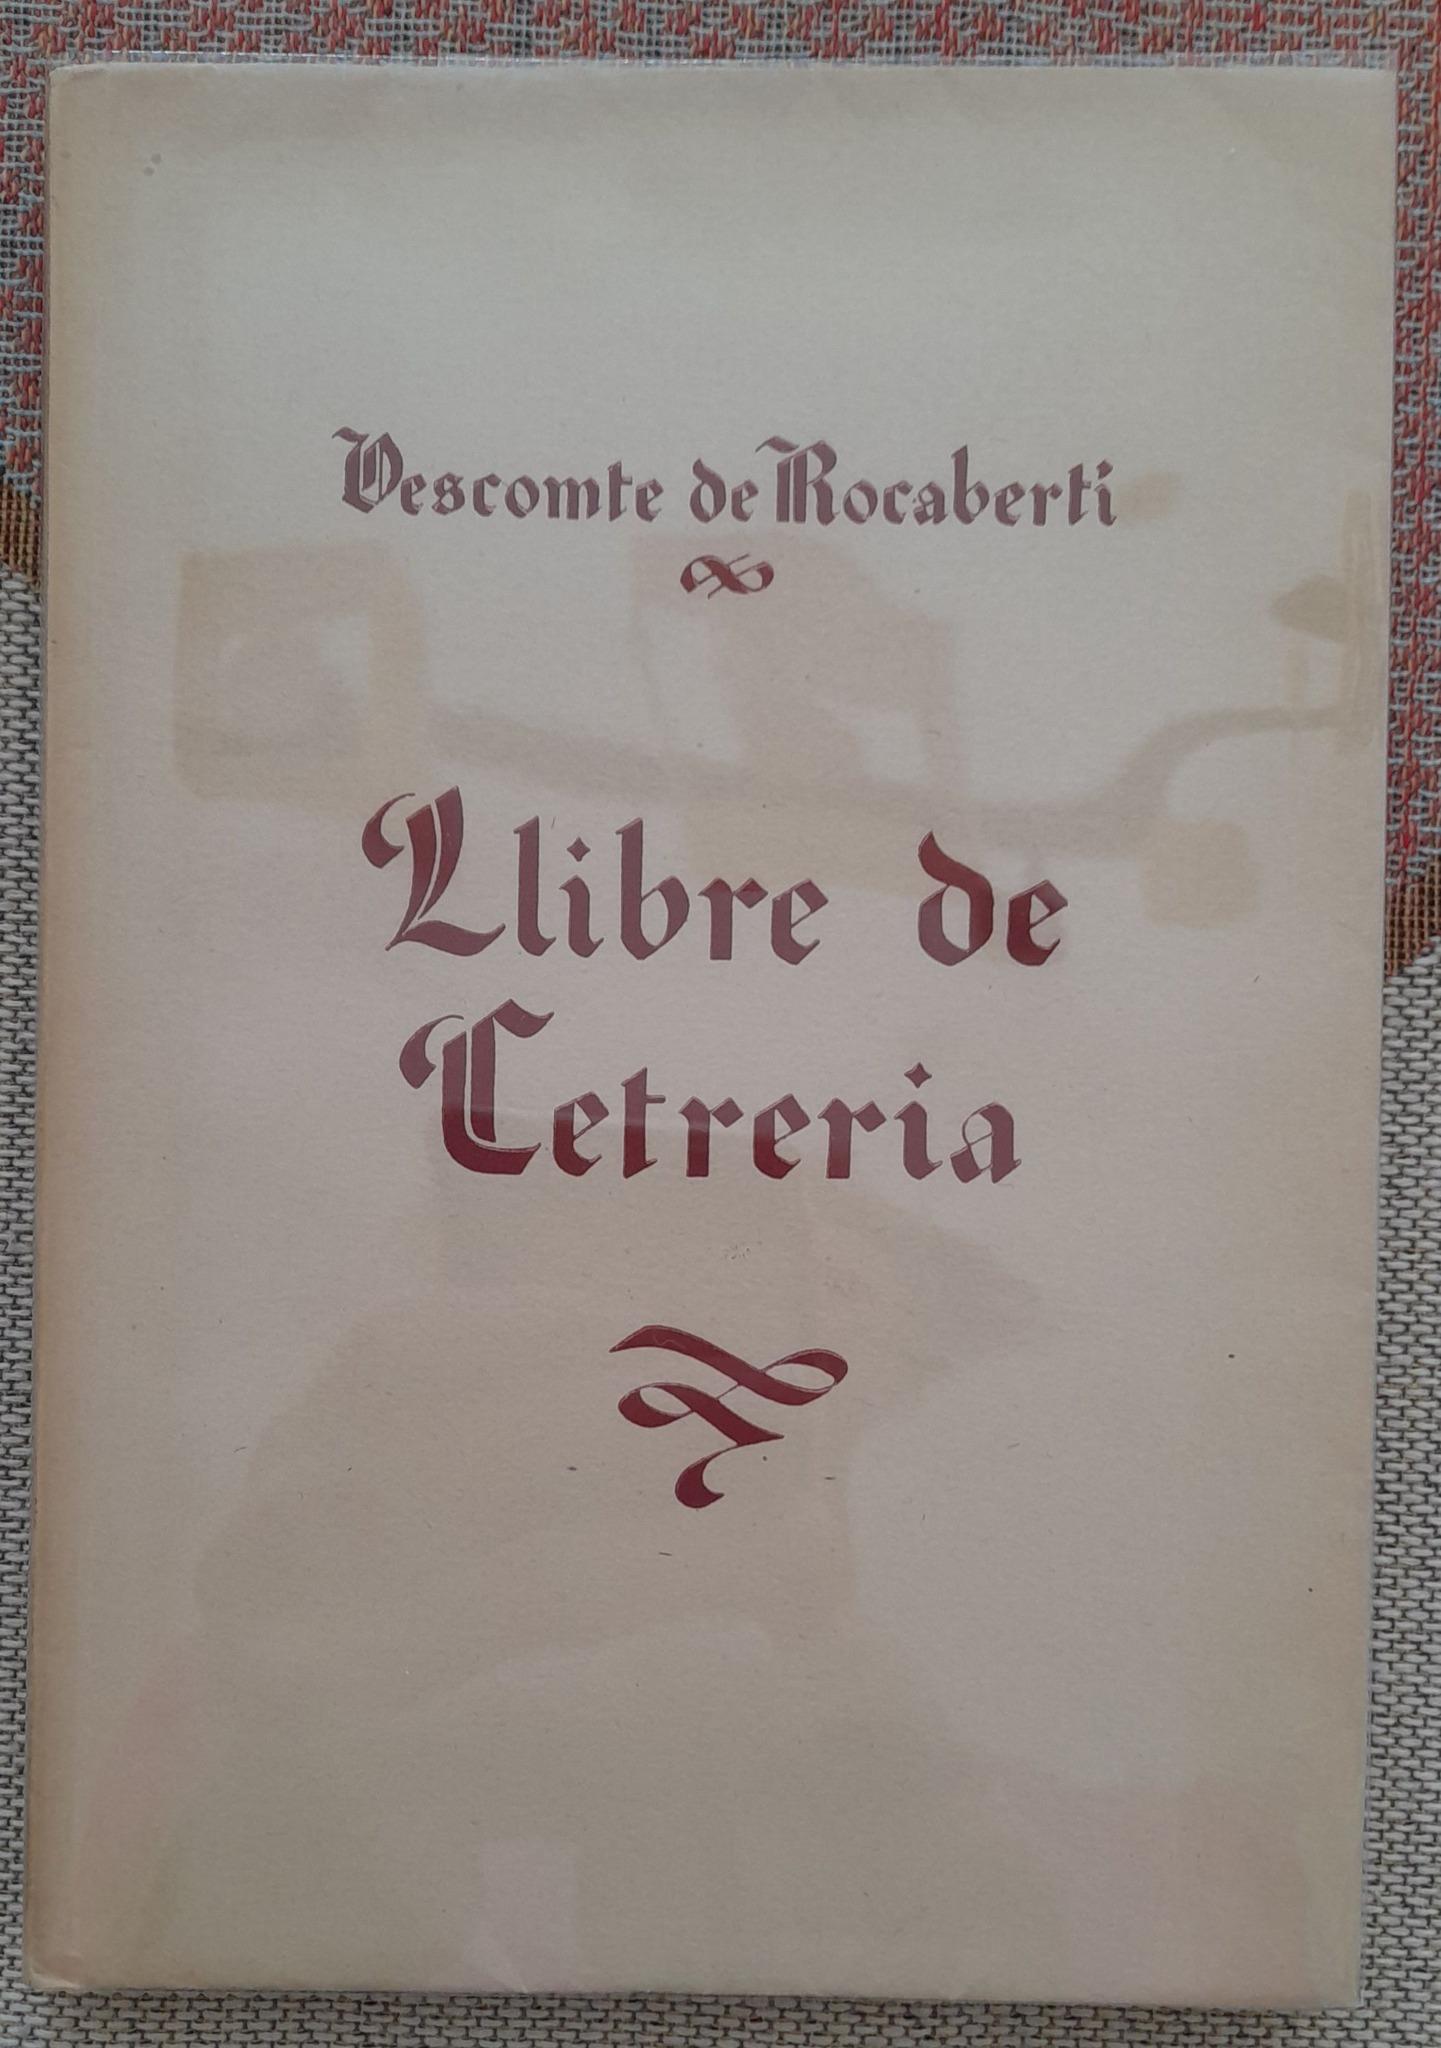 Vescomte de Rocaberti
Llibre de
Cetreria